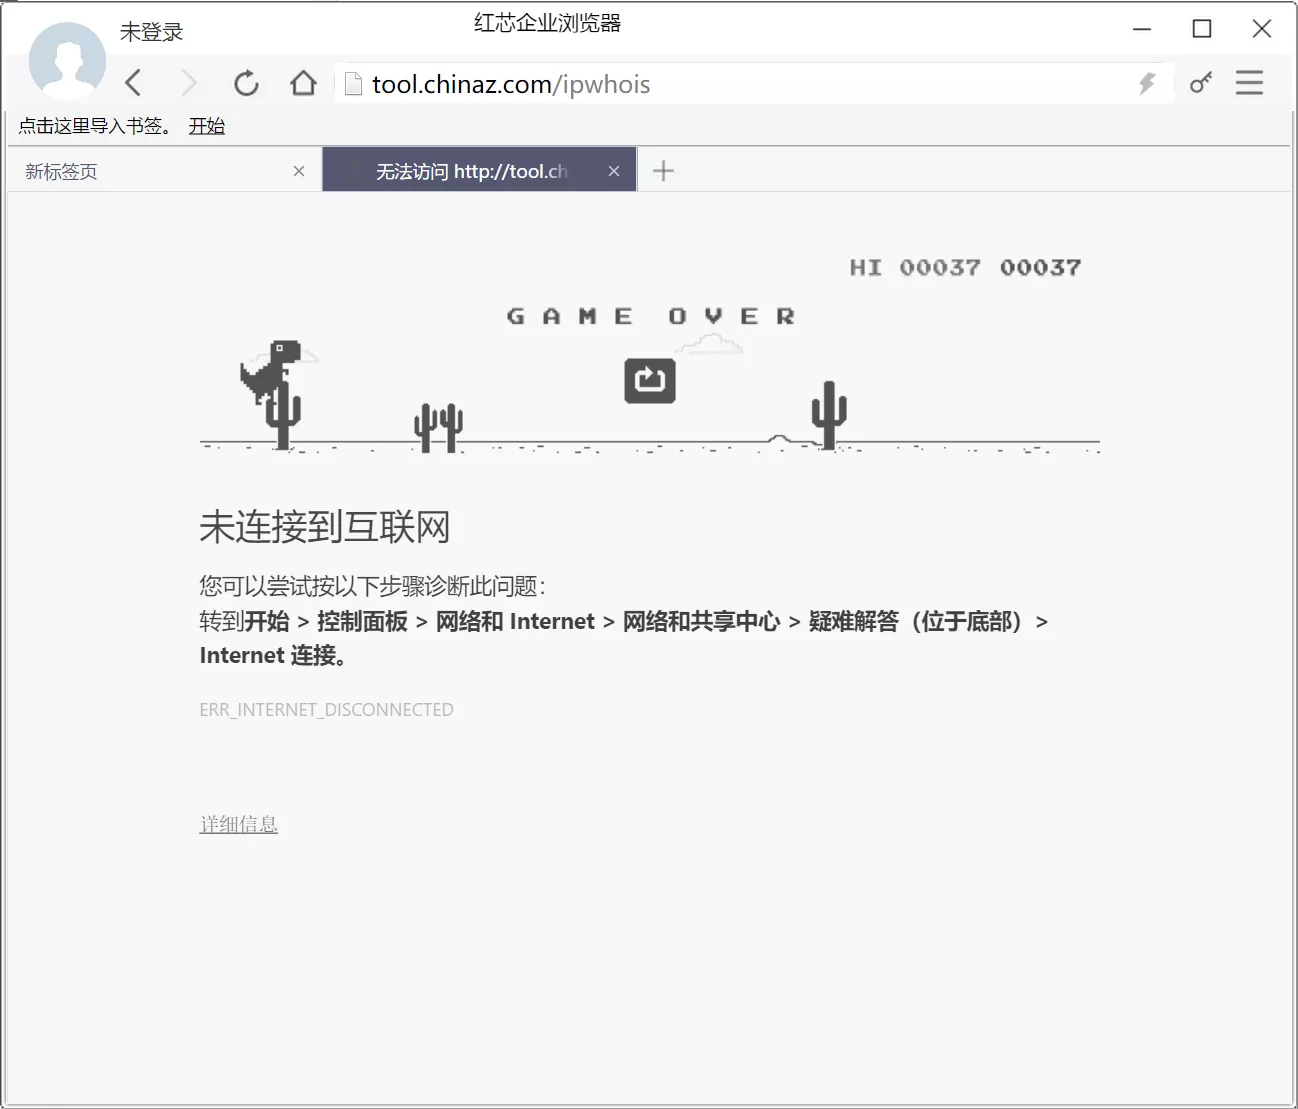 红芯企业浏览器
未登录
tool.chinaz.com/ipwhois
点击这里导入书签。 开始
新标签页
无法访问 http://tool.ch
HI 00037 00037
GAME OVER
未连接到互联网
您可以尝试按以下步骤诊断此问题：
转到开始 > 控制面板 > 网络和 Internet > 网络和共享中心 > 疑难解答（位于底部）>
Internet 连接。
ERR_INTERNET_DISCONNECTED
详细信息